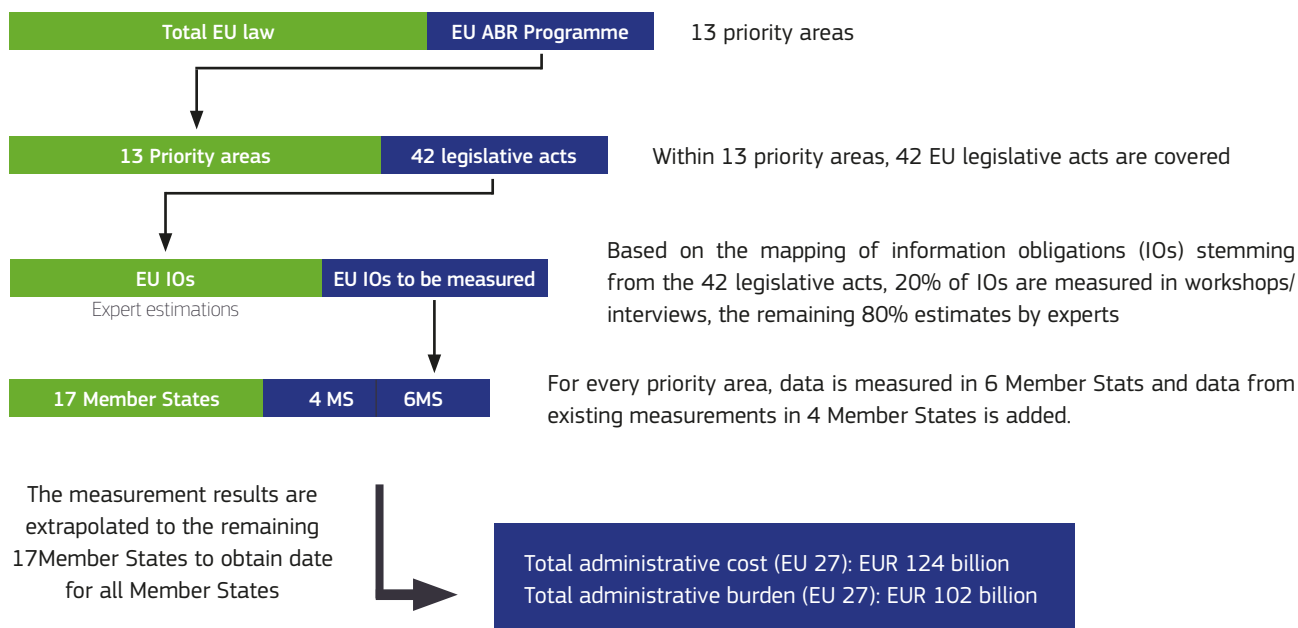 Total EU law
EU ABR Programme
13 priority areas
13 Priority areas
42 legislative acts
Within 13 priority areas, 42 EU legislative acts are covered
EU IOs
EU IOs to be measured
Expert estimations
Based on the mapping of information obligations (IOs) stemming
from the 42 legislative acts, 20% of IOs are measured in workshops/
interviews, the remaining 80% estimates by experts
17 Member States
4 MS
6MS
For every priority area, data is measured in 6 Member Stats and data from
existing measurements in 4 Member States is added.
The measurement results are
extrapolated to the remaining
17Member States to obtain date
for all Member States
Total administrative cost (EU 27): EUR 124 billion
Total administrative burden (EU 27): EUR 102 billion